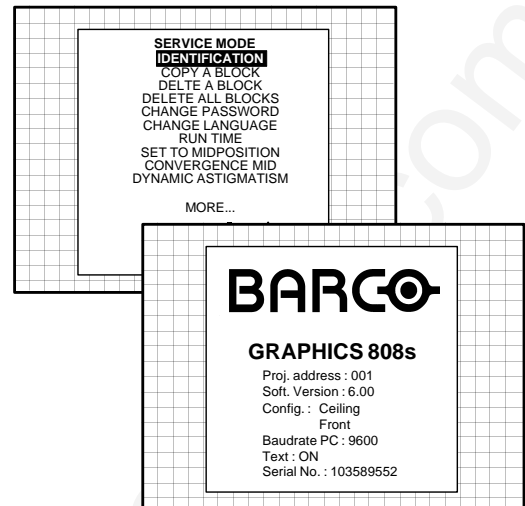 SERVICE MODE
IDENTIFICATION
COPY A BLOCK
DELTE A BLOCK
DELETE ALL BLOCKS
CHANGE PASSWORD
CHANGE LANGUAGE
RUN TIME
SET TO MIDPOSITION
CONVERGENCE MID
DYNAMIC ASTIGMATISM
MORE...
BARCO
GRAPHICS 808s
Proj. address : 001
Soft. Version : 6.00
Config. : Ceiling
Front
Baudrate PC : 9600
Text : ON
Serial No. : 103589552